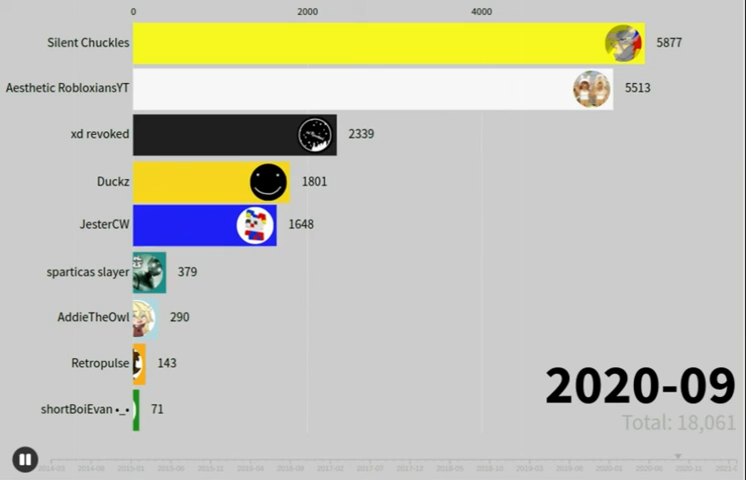 0 2000 4000
Silent Chuckles 5877
Aesthetic RobloxiansYT 5513
xd revoked 2339
Duckz 1801
JesterCW 1648
sparticas slayer 379
AddieTheOwl 290
Retropulse 143
shortBoiEvan •_• 71
2020-09
Total: 18,061